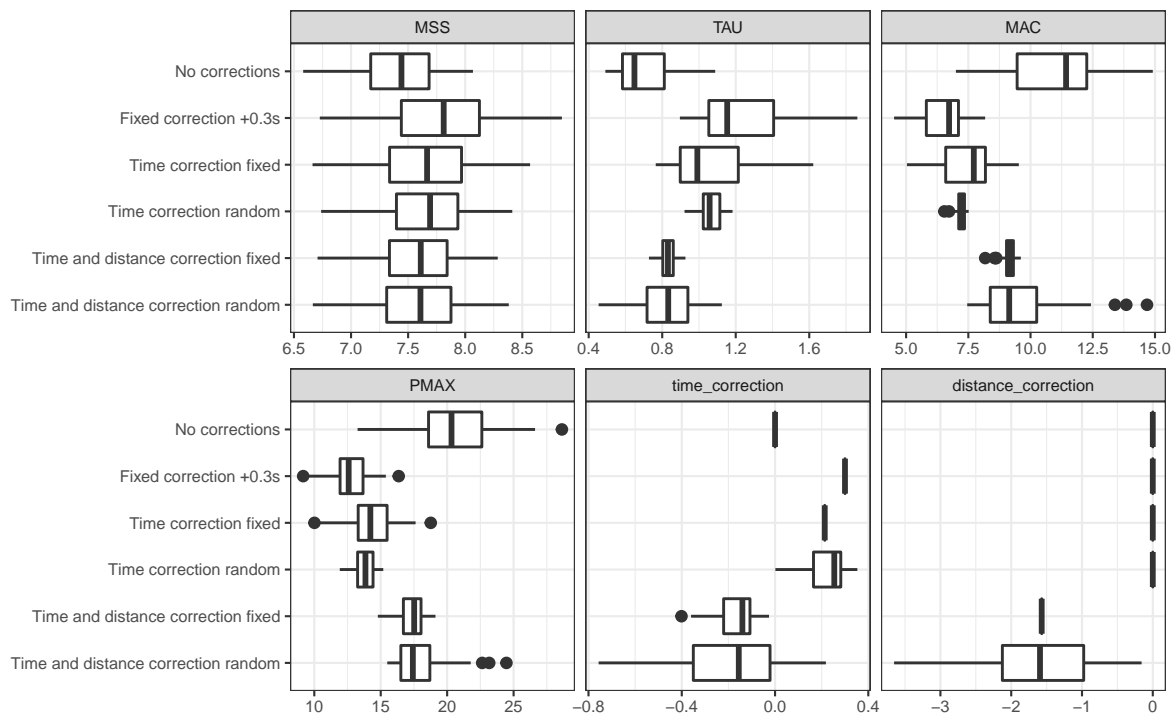 MSS TAU MAC
No corrections
Fixed correction +0.3s
Time correction fixed
Time correction random
Time and distance correction fixed
Time and distance correction random
6.5 7.0 7.5 8.0 8.5 0.4 0.8 1.2 1.6 5.0 7.5 10.0 12.5 15.0
PMAX time_correction distance_correction
No corrections
Fixed correction +0.3s
Time correction fixed
Time correction random
Time and distance correction fixed
Time and distance correction random
10 15 20 25 −0.8 −0.4 0.0 0.4 −3 −2 −1 0